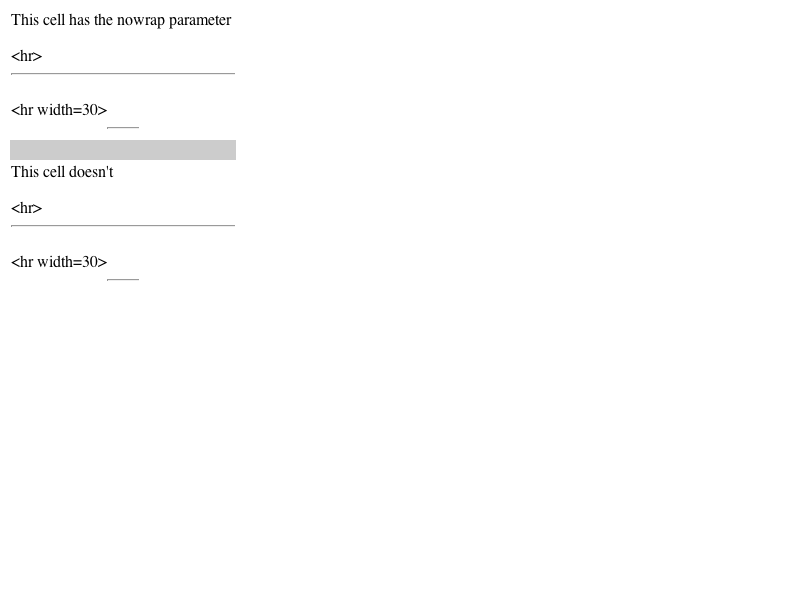 This cell has the nowrap parameter
<hr>
<hr width=30>
This cell doesn't
<hr>
<hr width=30>